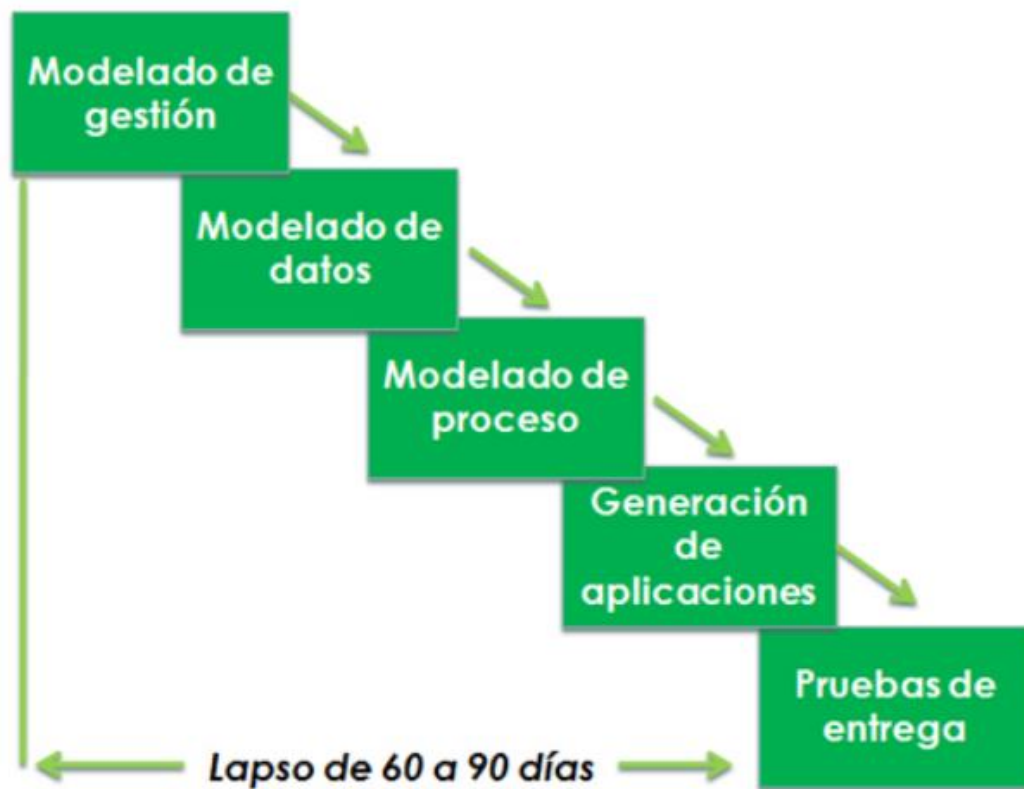 Modelado de
gestión
Modelado de
datos
Modelado de
proceso
Generación
de
aplicaciones
Pruebas de
entrega
Lapso de 60 a 90 días